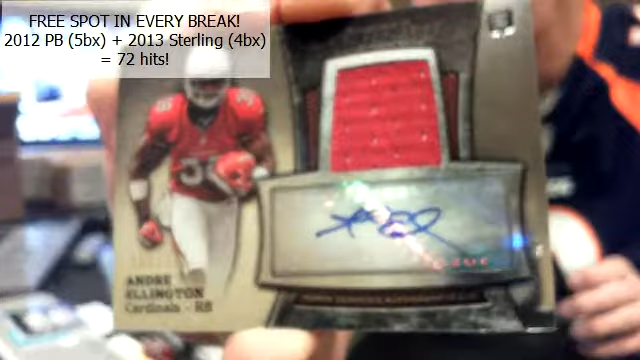 FREE SPOT IN EVERY BREAK!
2012 PB (5bx) + 2013 Sterling (4bx)
= 72 hits!
ANDRE
ELLINGTON
Cardinals - RB